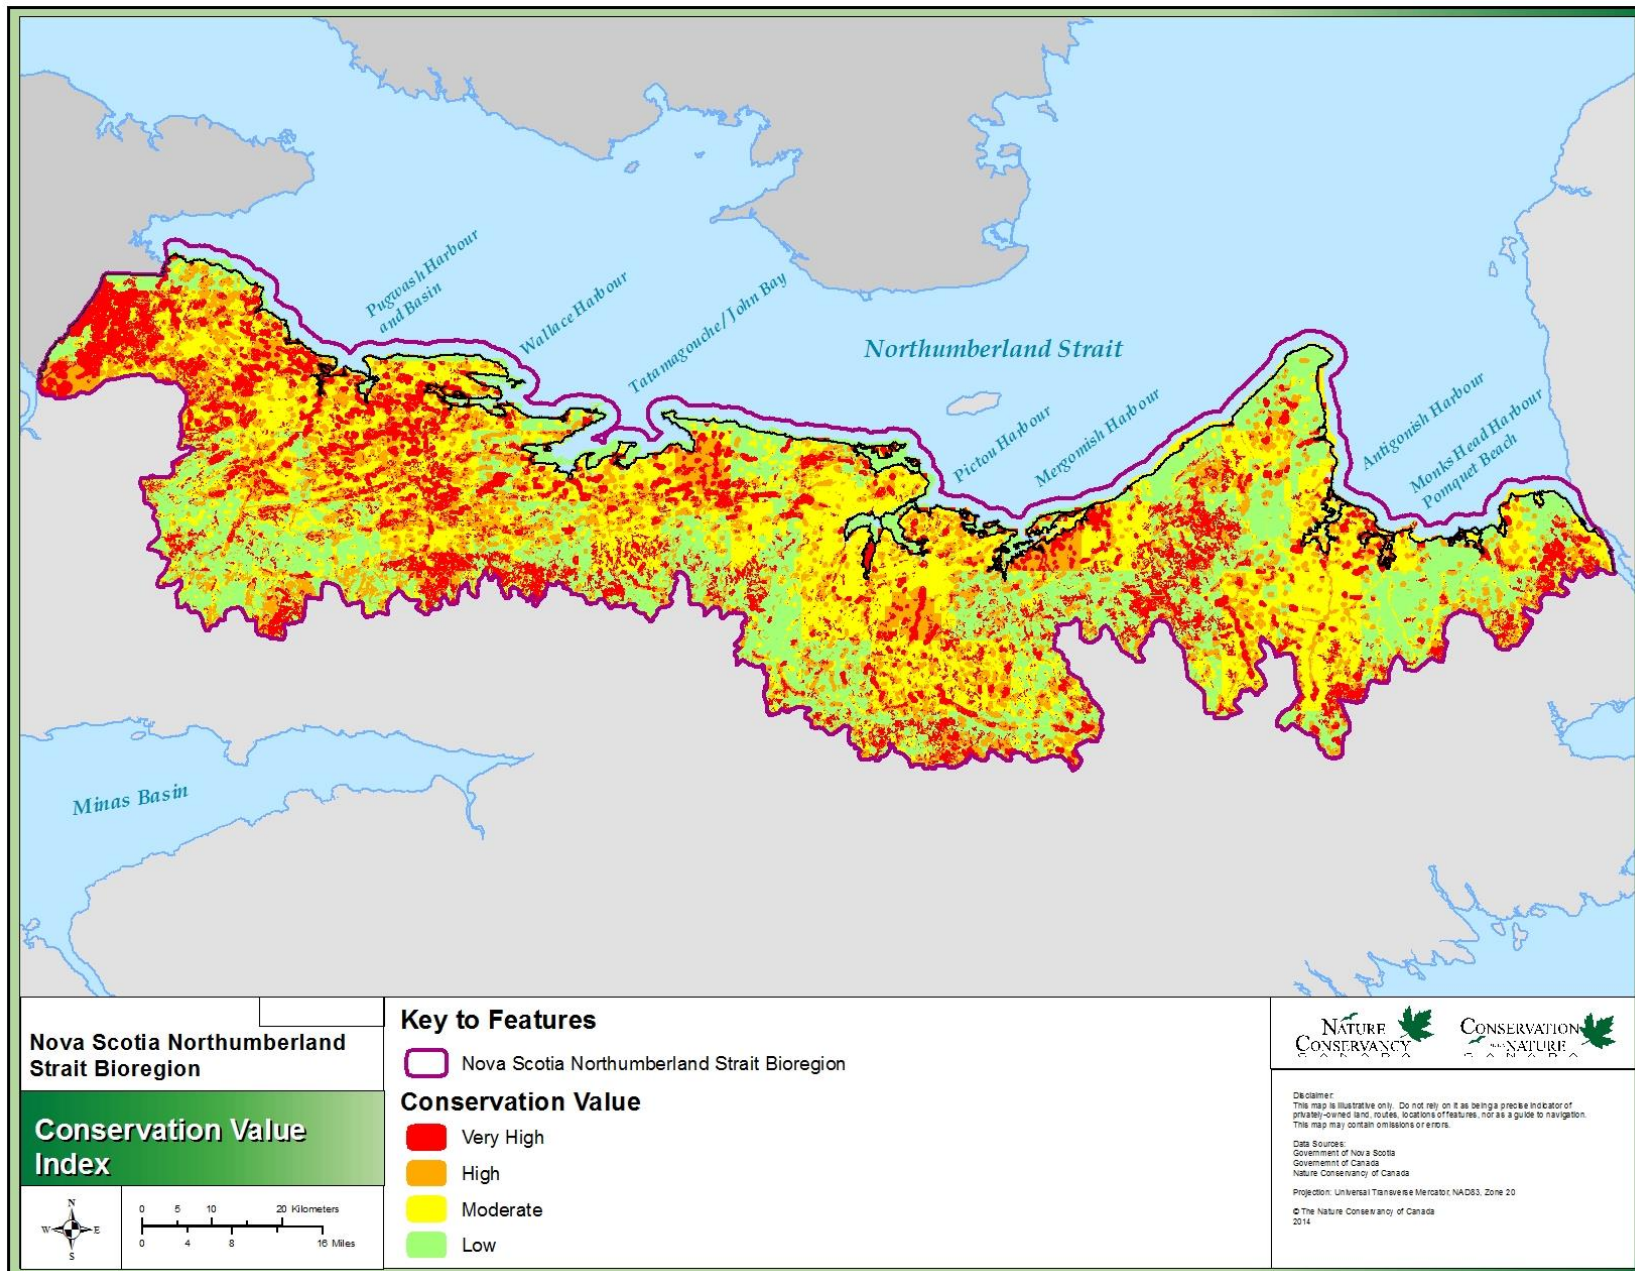 Pugwash Harbour
and Basin
Wallace Harbour
Tatamagouche / John Bay
Northumberland Strait
Pictou Harbour
Mergomish Harbour
Antigonish Harbour
Monks Head Harbour
Pomquet Beach
Minas Basin
Nova Scotia Northumberland
Strait Bioregion
Conservation Value
Index
N
W E
S
0 5 10 20 Kilometers
0 4 8 16 Miles
Key to Features
Nova Scotia Northumberland Strait Bioregion
Conservation Value
Very High
High
Moderate
Low
NATURE
CONSERVANCY
CANADA
CONSERVATION
NATURE
CANADA
Disclaimer:
This map is illustrative only. Do not rely on it as being a precise indicator of
privately-owned land, routes, locations of features, nor as a guide to navigation.
This map may contain omissions or errors.
Data Sources:
Government of Nova Scotia
Governemnt of Canada
Nature Conservancy of Canada
Projection: Universal Transverse Mercator, NAD83, Zone 20
© The Nature Conservancy of Canada
2014